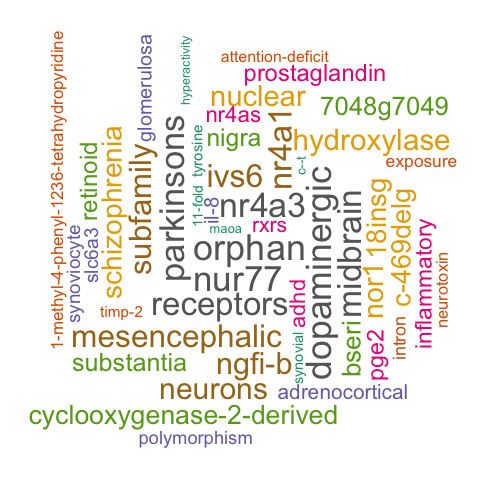 attention-deficit
prostaglandin
nuclear
7048g7049
nr4as
nigra
hydroxylase
exposure
ivs6
nr4a3
rxrs
maoa
orphan
nur77
receptors
timp-2
mesencephalic
substantia
ngfi-b
neurons
adrenocortical
cyclooxygenase-2-derived
polymorphism
1-methyl-4-phenyl-1236-tetrahydropyridine
synoviocyte
slc6a3
retinoid
schizophrenia
subfamily
glomerulosa
parkinsons
hyperactivity
tyrosine
11-fold
il-8
nr4a1
c-t
adhd
synovial
dopaminergic
midbrain
bseri
nor1
18insg
pge2
c-469delg
intron
inflammatory
neurotoxin